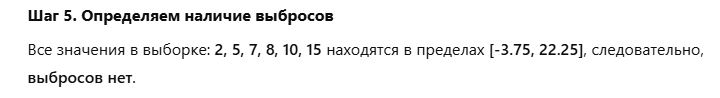 Шаг 5. Определяем наличие выбросов
Все значения в выборке: 2, 5, 7, 8, 10, 15 находятся в пределах [-3.75, 22.25], следовательно,
выбросов нет.